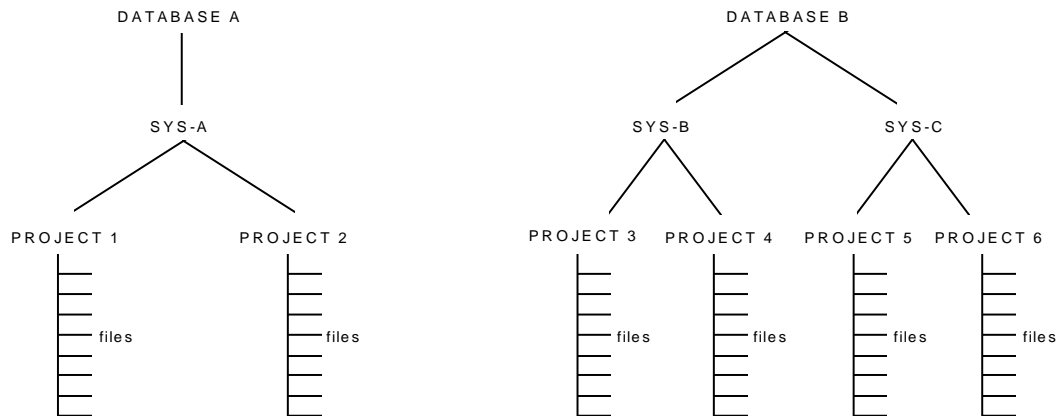 DATABASE A DATABASE B
SYS-A SYS-B SYS-C
PROJECT 1 PROJECT 2 PROJECT 3 PROJECT 4 PROJECT 5 PROJECT 6
files files files files files files